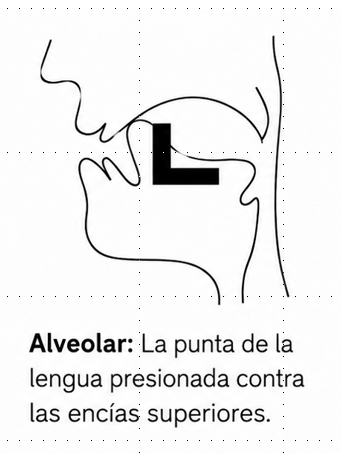 L
Alveolar: La punta de la
lengua presionada contra
las encías superiores.